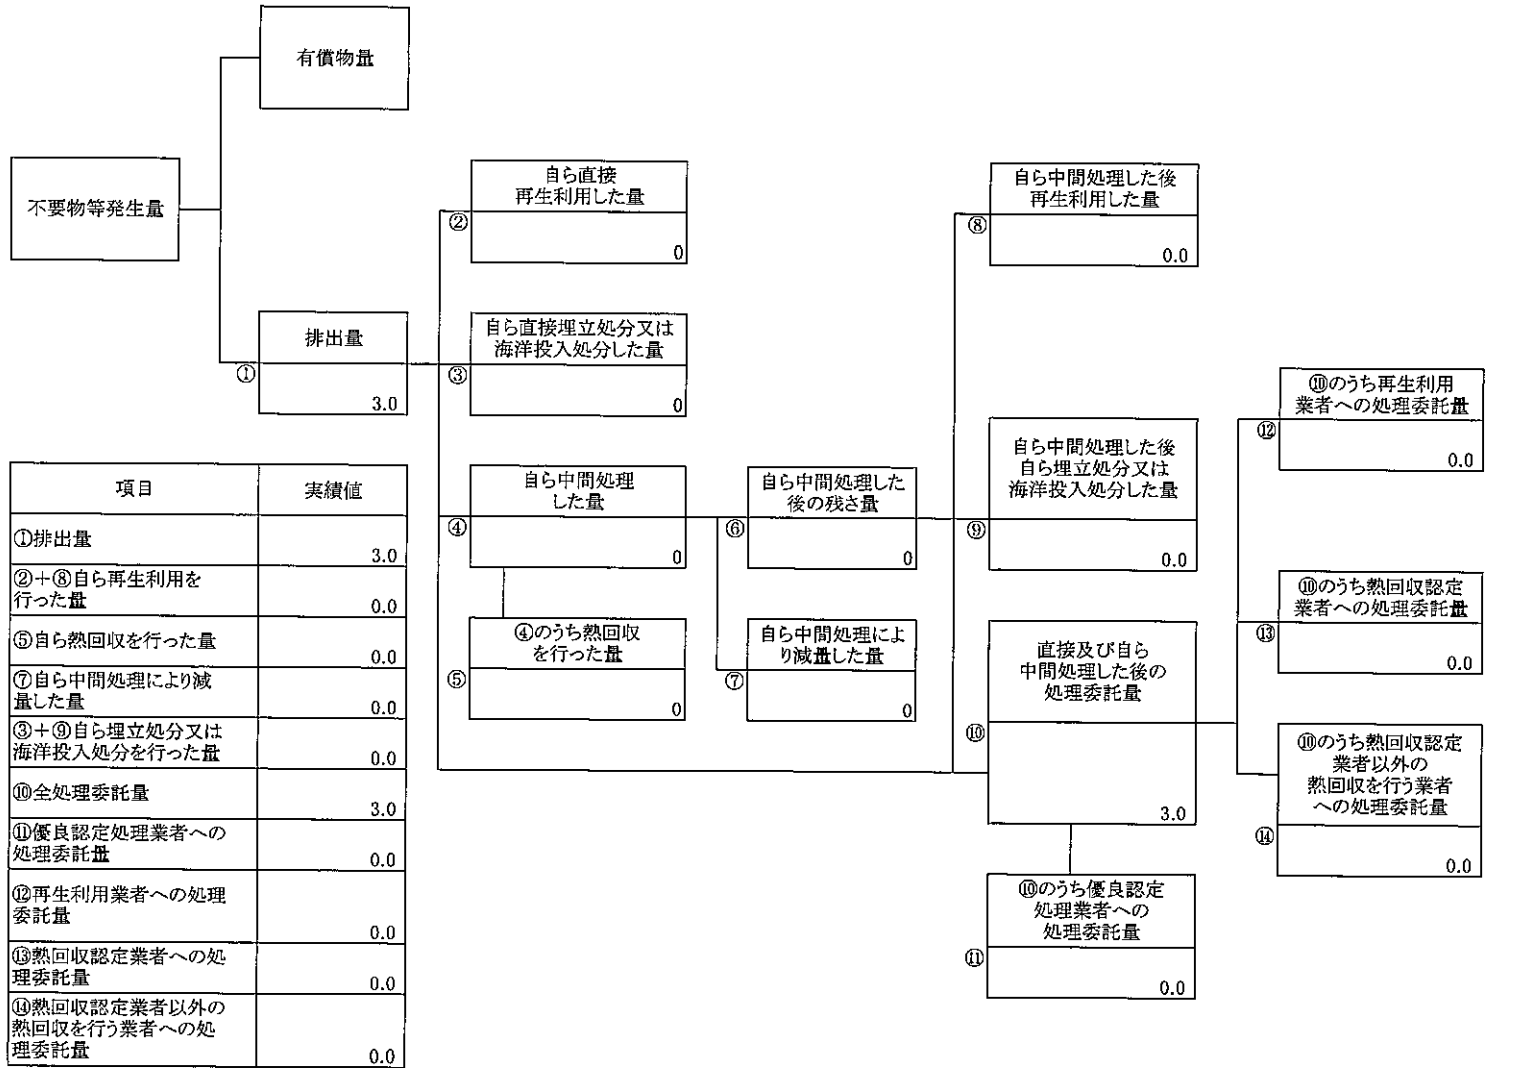 有償物量
不要物等発生量
排出量
①
3.0
自ら直接
再生利用した量
②
0
自ら直接埋立処分又は
海洋投入処分した量
③
0
自ら中間処理
した量
④
0
④のうち熱回収
を行った量
⑤
0
自ら中間処理した
後の残さ量
⑥
0
自ら中間処理によ
り減量した量
⑦
0
自ら中間処理した後
再生利用した量
⑧
0.0
自ら中間処理した後
自ら埋立処分又は
海洋投入処分した量
⑨
0.0
直接及び自ら
中間処理した後の
処理委託量
⑩
3.0
⑩のうち優良認定
処理業者への
処理委託量
⑪
0.0
⑩のうち再生利用
業者への処理委託量
⑫
0.0
⑩のうち熱回収認定
業者への処理委託量
⑬
0.0
⑩のうち熱回収認定
業者以外の
熱回収を行う業者
への処理委託量
⑭
0.0
項目 実績値
①排出量
3.0
②+⑧自ら再生利用を
行った量
0.0
⑤自ら熱回収を行った量
0.0
⑦自ら中間処理により減
量した量
0.0
③+⑨自ら埋立処分又は
海洋投入処分を行った量
0.0
⑩全処理委託量
3.0
⑪優良認定処理業者への
処理委託量
0.0
⑫再生利用業者への処理
委託量
0.0
⑬熱回収認定業者への処
理委託量
0.0
⑭熱回収認定業者以外の
熱回収を行う業者への処
理委託量
0.0